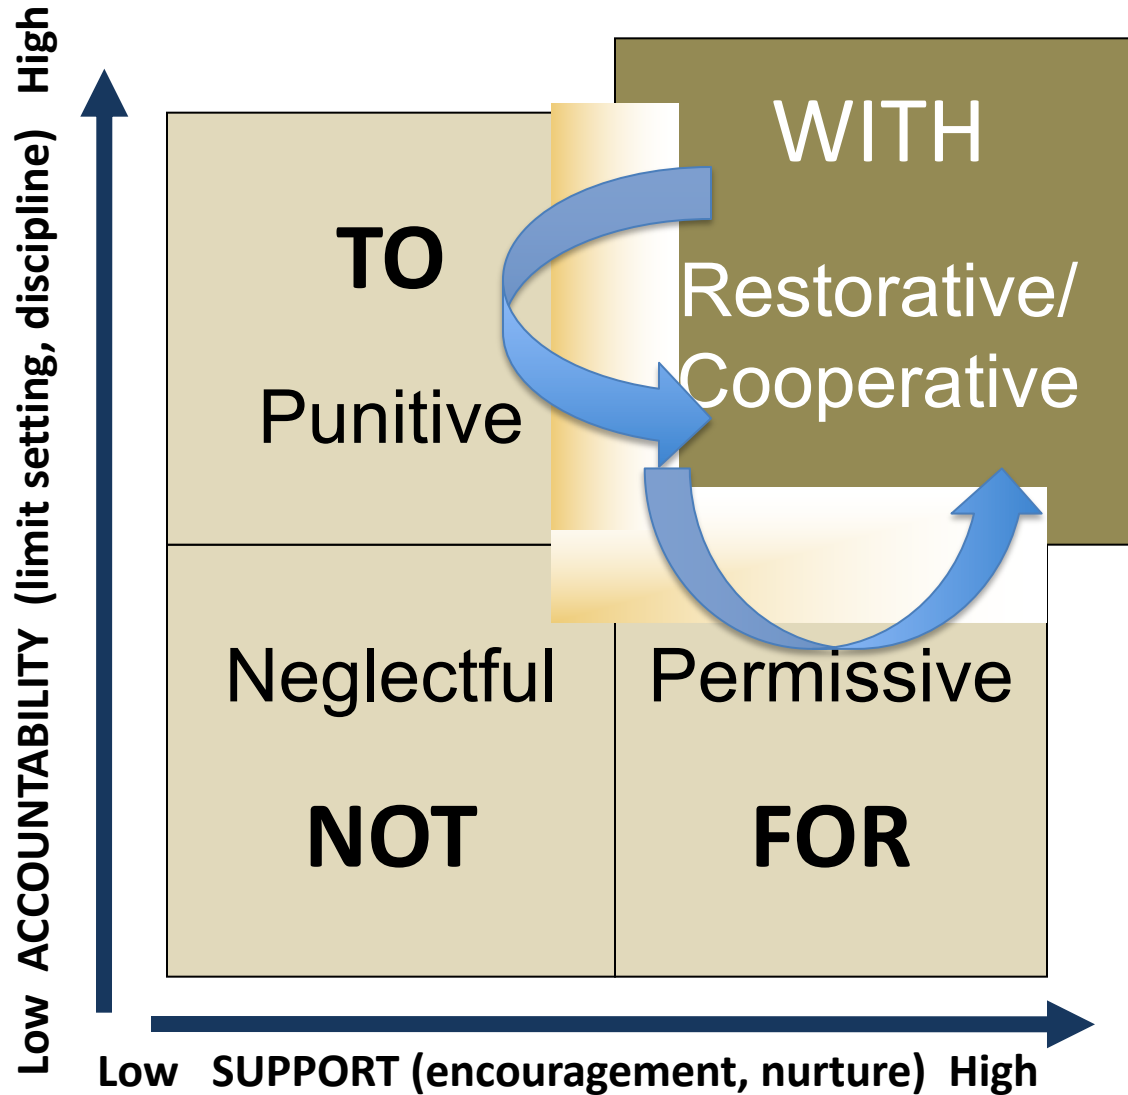 High
Low ACCOUNTABILITY (limit setting, discipline)
TO
Punitive
WITH
Restorative/
Cooperative
Neglectful
NOT
Permissive
FOR
Low SUPPORT (encouragement, nurture) High